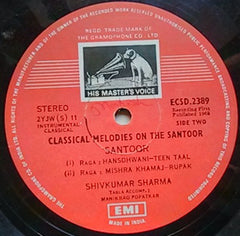 REGD. TRADE MARK OF
THE GRAMOPHONE CO. LTD.
HIS MASTER'S VOICE
STEREO
2YJW (S) 11
INSTRUMENTAL-
CLASSICAL
ECSD.2389
Recording First
Published 1968
SIDE TWO
CLASSICAL MELODIES ON THE SANTOOR
SANTOOR
(i) RAGA : HANSDHWANI-TEEN TAAL
(ii) RAGA : MISHRA KHAMAJ-RUPAK
SHIVKUMAR SHARMA
(TABLA ACCOMP.)
MANIKRAO POPATKAR
EMI
MADE IN INDIA